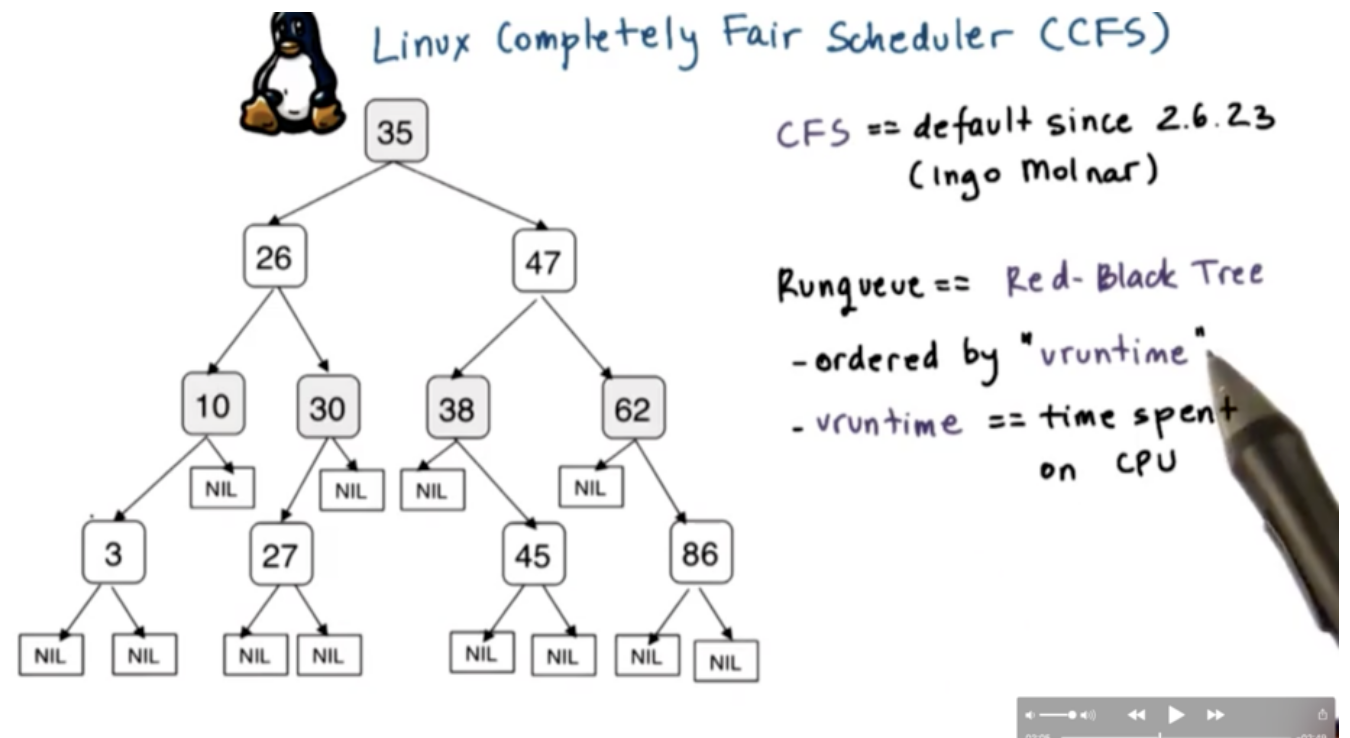 Linux Completely Fair Scheduler (CFS)
35
CFS == default since 2.6.23
(Ingo Molnar)
26 47
Runqueue == Red-Black Tree
- ordered by "vruntime"
- vruntime == time spent
on CPU
10 30 38 62
NIL NIL NIL NIL
3 27 45 86
NIL NIL NIL NIL NIL NIL NIL NIL